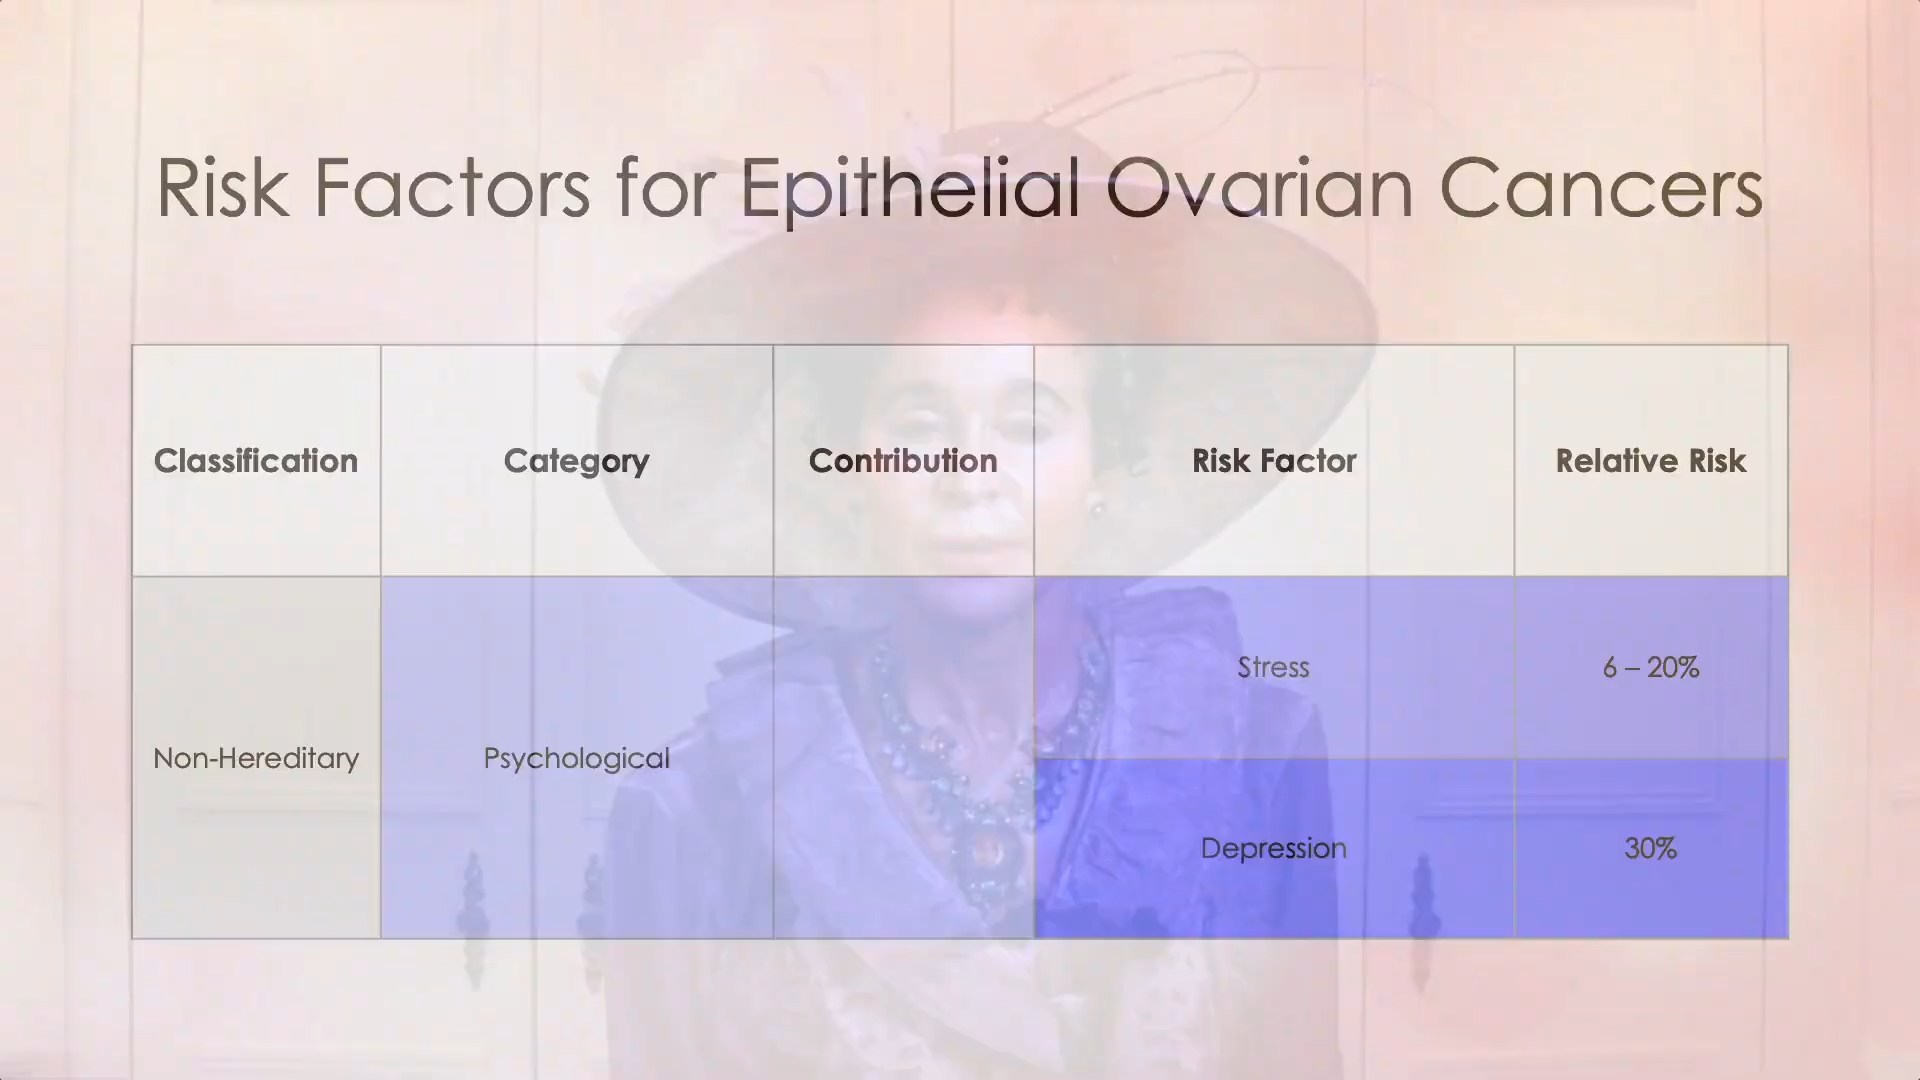 Risk Factors for Epithelial Ovarian Cancers
Classification Category Contribution Risk Factor Relative Risk
Stress 6 – 20%
Non-Hereditary Psychological
Depression 30%